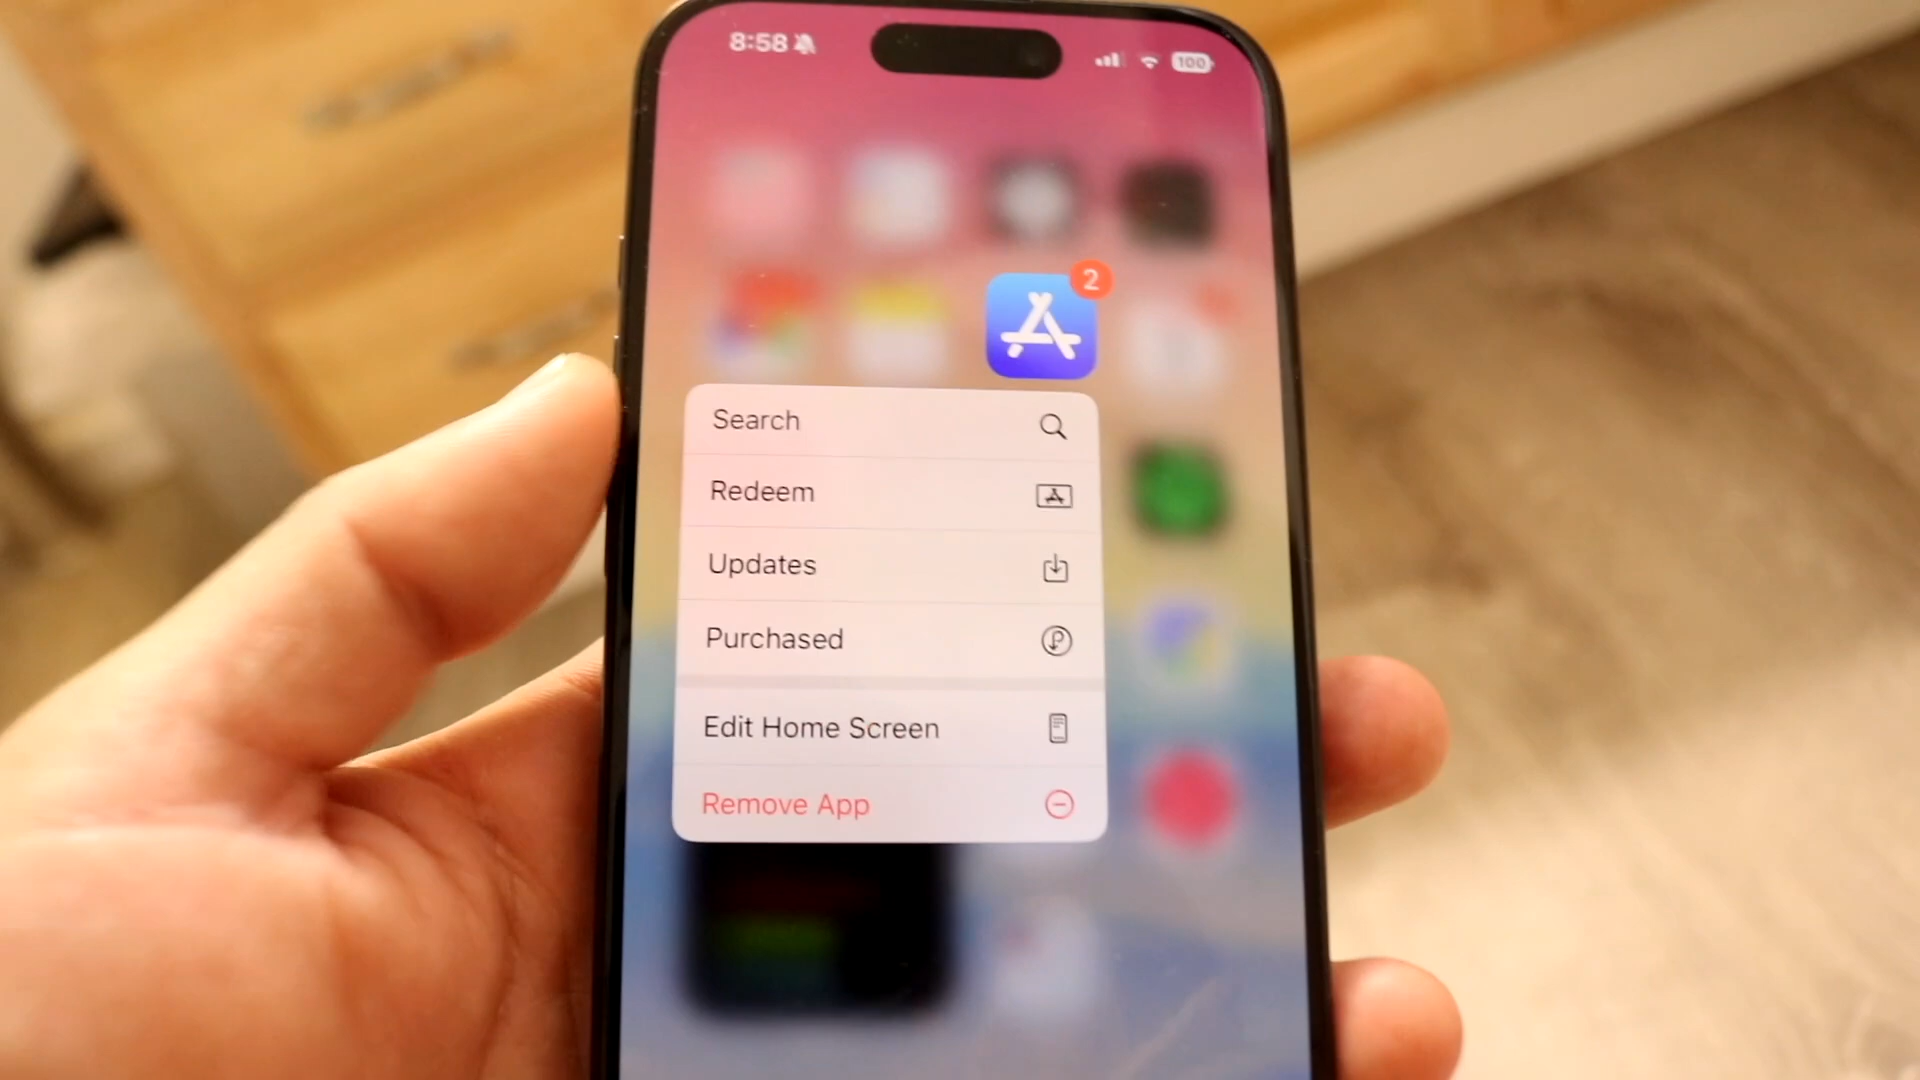 8:58
100
2
Search
Redeem
Updates
Purchased
Edit Home Screen
Remove App